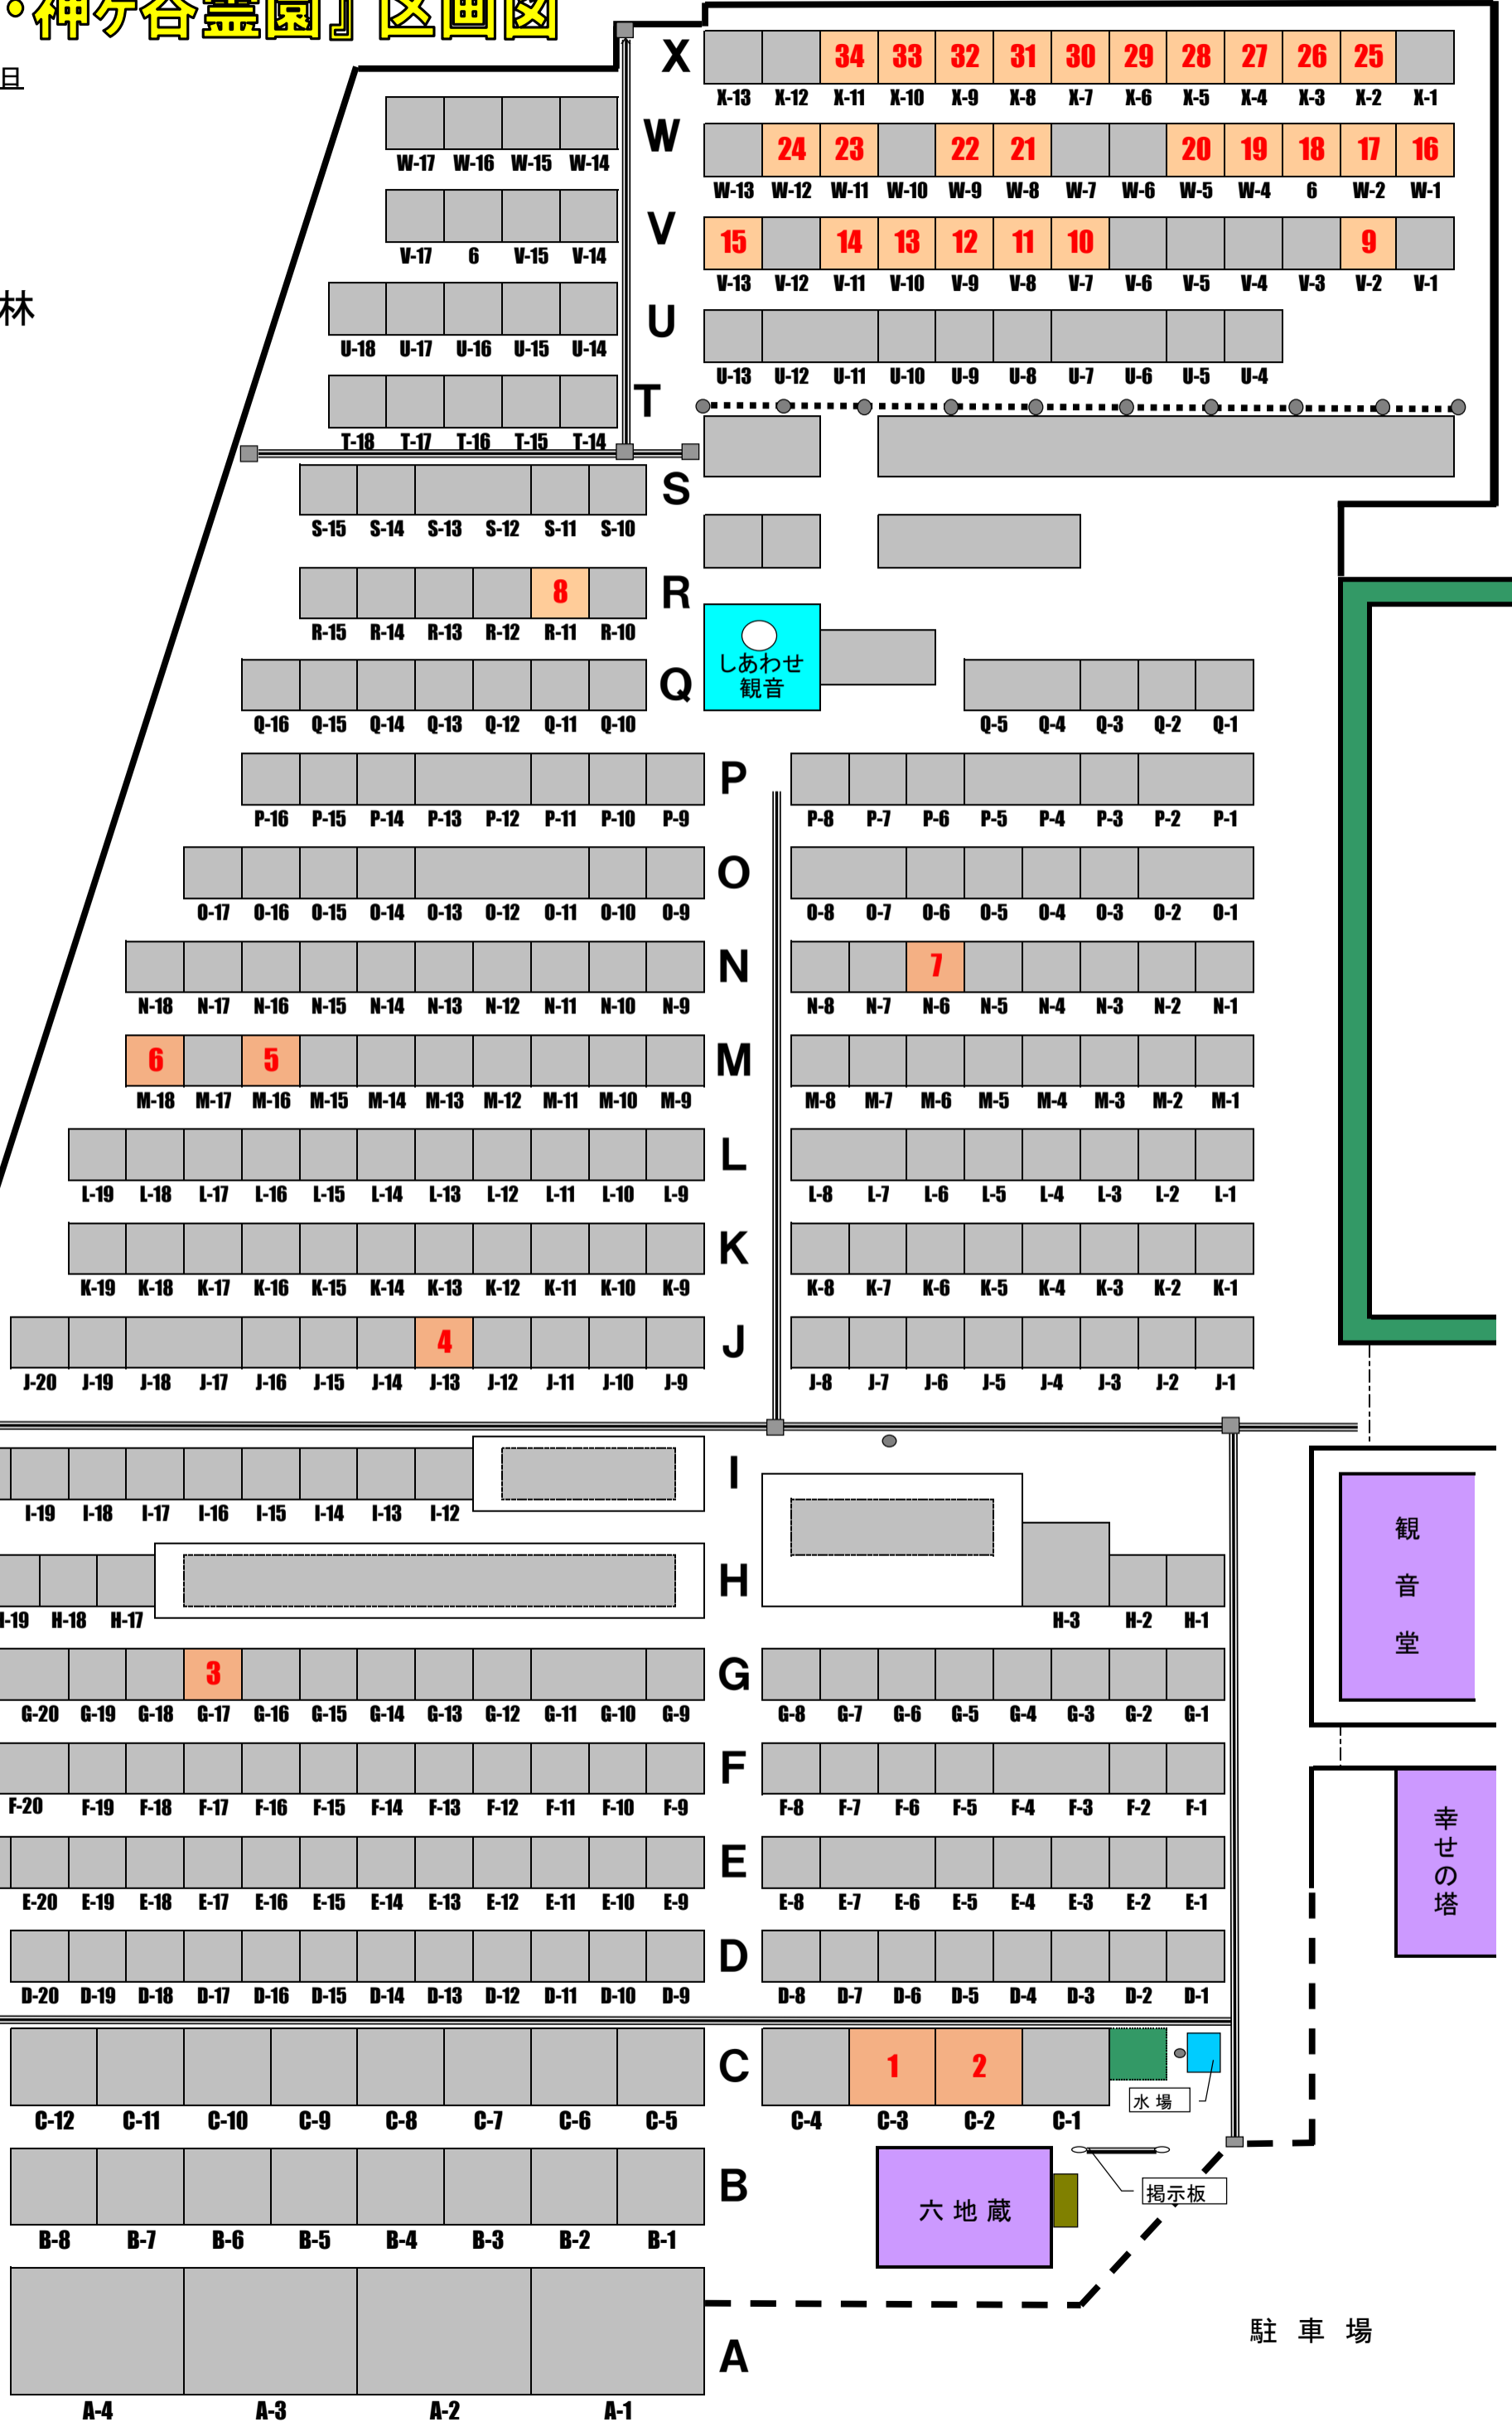 ・神ヶ谷霊園』区画図
旦
林
X
34 33 32 31 30 29 28 27 26 25
X-13 X-12 X-11 X-10 X-9 X-8 X-7 X-6 X-5 X-4 X-3 X-2 X-1
W
24 23 22 21 20 19 18 17 16
W-17 W-16 W-15 W-14
W-13 W-12 W-11 W-10 W-9 W-8 W-7 W-6 W-5 W-4 6 W-2 W-1
V
15 14 13 12 11 10 9
V-17 6 V-15 V-14
V-13 V-12 V-11 V-10 V-9 V-8 V-7 V-6 V-5 V-4 V-3 V-2 V-1
U
U-18 U-17 U-16 U-15 U-14
U-13 U-12 U-11 U-10 U-9 U-8 U-7 U-6 U-5 U-4
T
T-18 T-17 T-16 T-15 T-14
S
S-15 S-14 S-13 S-12 S-11 S-10
8
R
R-15 R-14 R-13 R-12 R-11 R-10
しあわせ
観音
Q
Q-16 Q-15 Q-14 Q-13 Q-12 Q-11 Q-10
Q-5 Q-4 Q-3 Q-2 Q-1
P
P-16 P-15 P-14 P-13 P-12 P-11 P-10 P-9
P-8 P-7 P-6 P-5 P-4 P-3 P-2 P-1
O
O-17 O-16 O-15 O-14 O-13 O-12 O-11 O-10 O-9
O-8 O-7 O-6 O-5 O-4 O-3 O-2 O-1
N
7
N-18 N-17 N-16 N-15 N-14 N-13 N-12 N-11 N-10 N-9
N-8 N-7 N-6 N-5 N-4 N-3 N-2 N-1
6 5
M
M-18 M-17 M-16 M-15 M-14 M-13 M-12 M-11 M-10 M-9
M-8 M-7 M-6 M-5 M-4 M-3 M-2 M-1
L
L-19 L-18 L-17 L-16 L-15 L-14 L-13 L-12 L-11 L-10 L-9
L-8 L-7 L-6 L-5 L-4 L-3 L-2 L-1
K
K-19 K-18 K-17 K-16 K-15 K-14 K-13 K-12 K-11 K-10 K-9
K-8 K-7 K-6 K-5 K-4 K-3 K-2 K-1
4
J
J-20 J-19 J-18 J-17 J-16 J-15 J-14 J-13 J-12 J-11 J-10 J-9
J-8 J-7 J-6 J-5 J-4 J-3 J-2 J-1
I
I-19 I-18 I-17 I-16 I-15 I-14 I-13 I-12
観音堂
H
-19 H-18 H-17
H-3 H-2 H-1
3
G
G-20 G-19 G-18 G-17 G-16 G-15 G-14 G-13 G-12 G-11 G-10 G-9
G-8 G-7 G-6 G-5 G-4 G-3 G-2 G-1
F
F-20 F-19 F-18 F-17 F-16 F-15 F-14 F-13 F-12 F-11 F-10 F-9
F-8 F-7 F-6 F-5 F-4 F-3 F-2 F-1
幸せの塔
E
E-20 E-19 E-18 E-17 E-16 E-15 E-14 E-13 E-12 E-11 E-10 E-9
E-8 E-7 E-6 E-5 E-4 E-3 E-2 E-1
D
D-20 D-19 D-18 D-17 D-16 D-15 D-14 D-13 D-12 D-11 D-10 D-9
D-8 D-7 D-6 D-5 D-4 D-3 D-2 D-1
C
1 2
水場
C-12 C-11 C-10 C-9 C-8 C-7 C-6 C-5
C-4 C-3 C-2 C-1
B
六地蔵
掲示板
B-8 B-7 B-6 B-5 B-4 B-3 B-2 B-1
駐車場
A
A-4 A-3 A-2 A-1